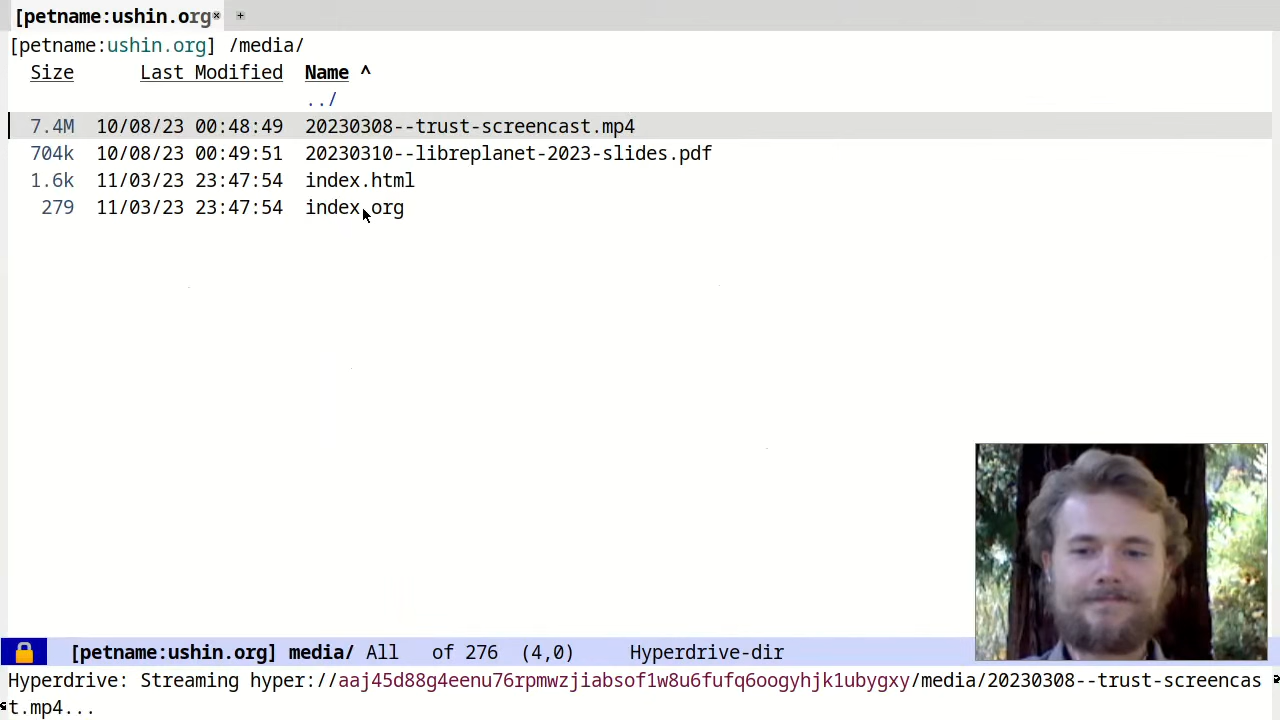 [petname:ushin.org × +
[petname:ushin.org] /media/
Size Last Modified Name ^
../
7.4M 10/08/23 00:48:49 20230308--trust-screencast.mp4
704k 10/08/23 00:49:51 20230310--libreplanet-2023-slides.pdf
1.6k 11/03/23 23:47:54 index.html
279 11/03/23 23:47:54 index.org
[petname:ushin.org] media/ All of 276 (4,0) Hyperdrive-dir
Hyperdrive: Streaming hyper://aaj45d88g4eenu76rpmwzjiabsof1w8u6fufq6oogyhjk1ubygxy/media/20230308--trust-screencas
t.mp4...